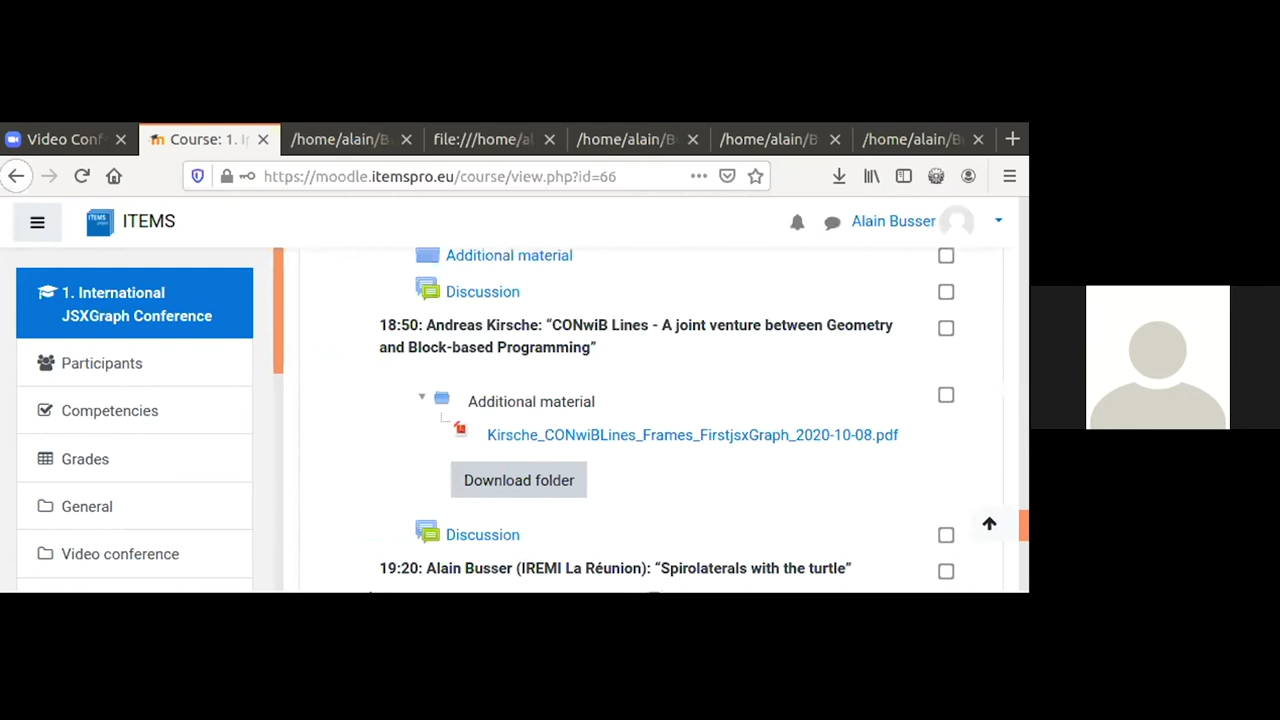 Video Conf
Course: 1. I
/home/alain/B
file:///home/al
/home/alain/B
/home/alain/B
/home/alain/B
https://moodle.itemspro.eu/course/view.php?id=66
ITEMS
ITEMS
Alain Busser
1. International
JSXGraph Conference
Participants
Competencies
Grades
General
Video conference
Additional material
Discussion
18:50: Andreas Kirsche: “CONwiB Lines - A joint venture between Geometry
and Block-based Programming”
Additional material
Kirsche_CONwiBLines_Frames_FirstjsxGraph_2020-10-08.pdf
Download folder
Discussion
19:20: Alain Busser (IREMI La Réunion): “Spirolaterals with the turtle”